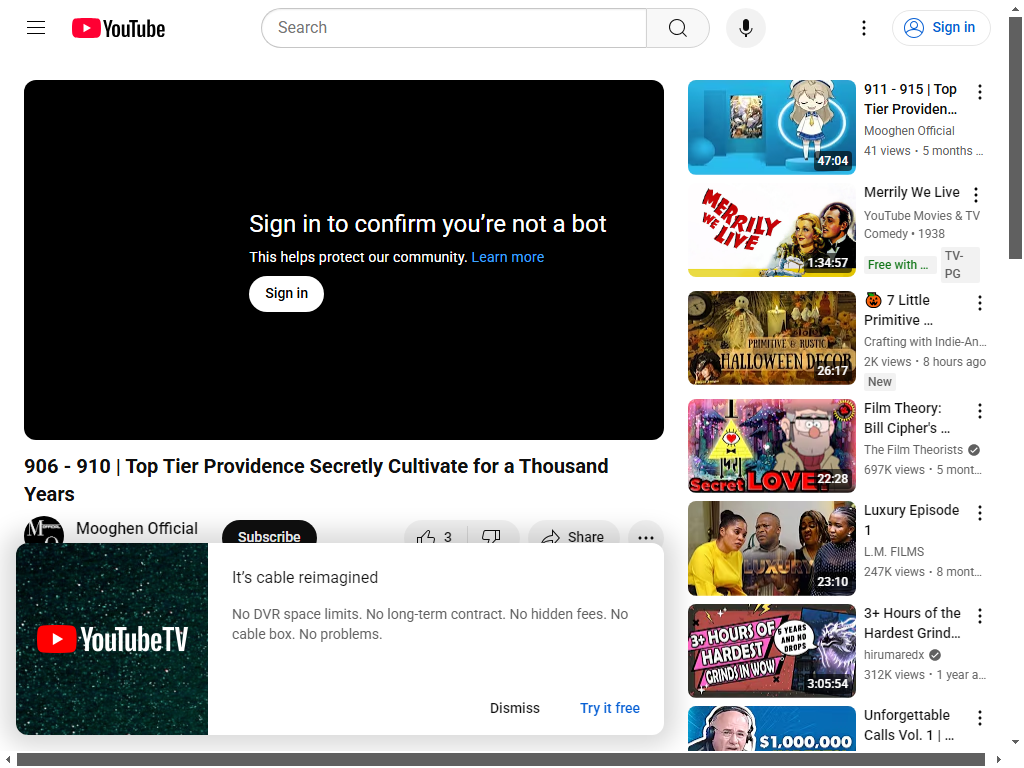 YouTube
Search
Sign in
Sign in to confirm you’re not a bot
This helps protect our community. Learn more
Sign in
906 - 910 | Top Tier Providence Secretly Cultivate for a Thousand
Years
Mooghen Official
Subscribe
3
Share
YouTubeTV
It’s cable reimagined
No DVR space limits. No long-term contract. No hidden fees. No
cable box. No problems.
Dismiss
Try it free
47:04
911 - 915 | Top
Tier Providen...
Mooghen Official
41 views • 5 months ...
MERRILY
WE
LIVE
1:34:57
Merrily We Live
YouTube Movies & TV
Comedy • 1938
Free with ...
TV-
PG
PRIMITIVE & RUSTIC
HALLOWEEN DECOR
26:17
🎃 7 Little
Primitive ...
Crafting with Indie-An...
2K views • 8 hours ago
New
Secret LOVE?
22:28
Film Theory:
Bill Cipher's ...
The Film Theorists
697K views • 5 mont...
LUXURY
23:10
Luxury Episode
1
L.M. FILMS
247K views • 8 mont...
3+ HOURS OF
HARDEST
GRINDS IN WOW
6 YEARS
AND NO
DROPS
3:05:54
3+ Hours of the
Hardest Grind...
hirumaredx
312K views • 1 year a...
$1,000,000
Unforgettable
Calls Vol. 1 | ...